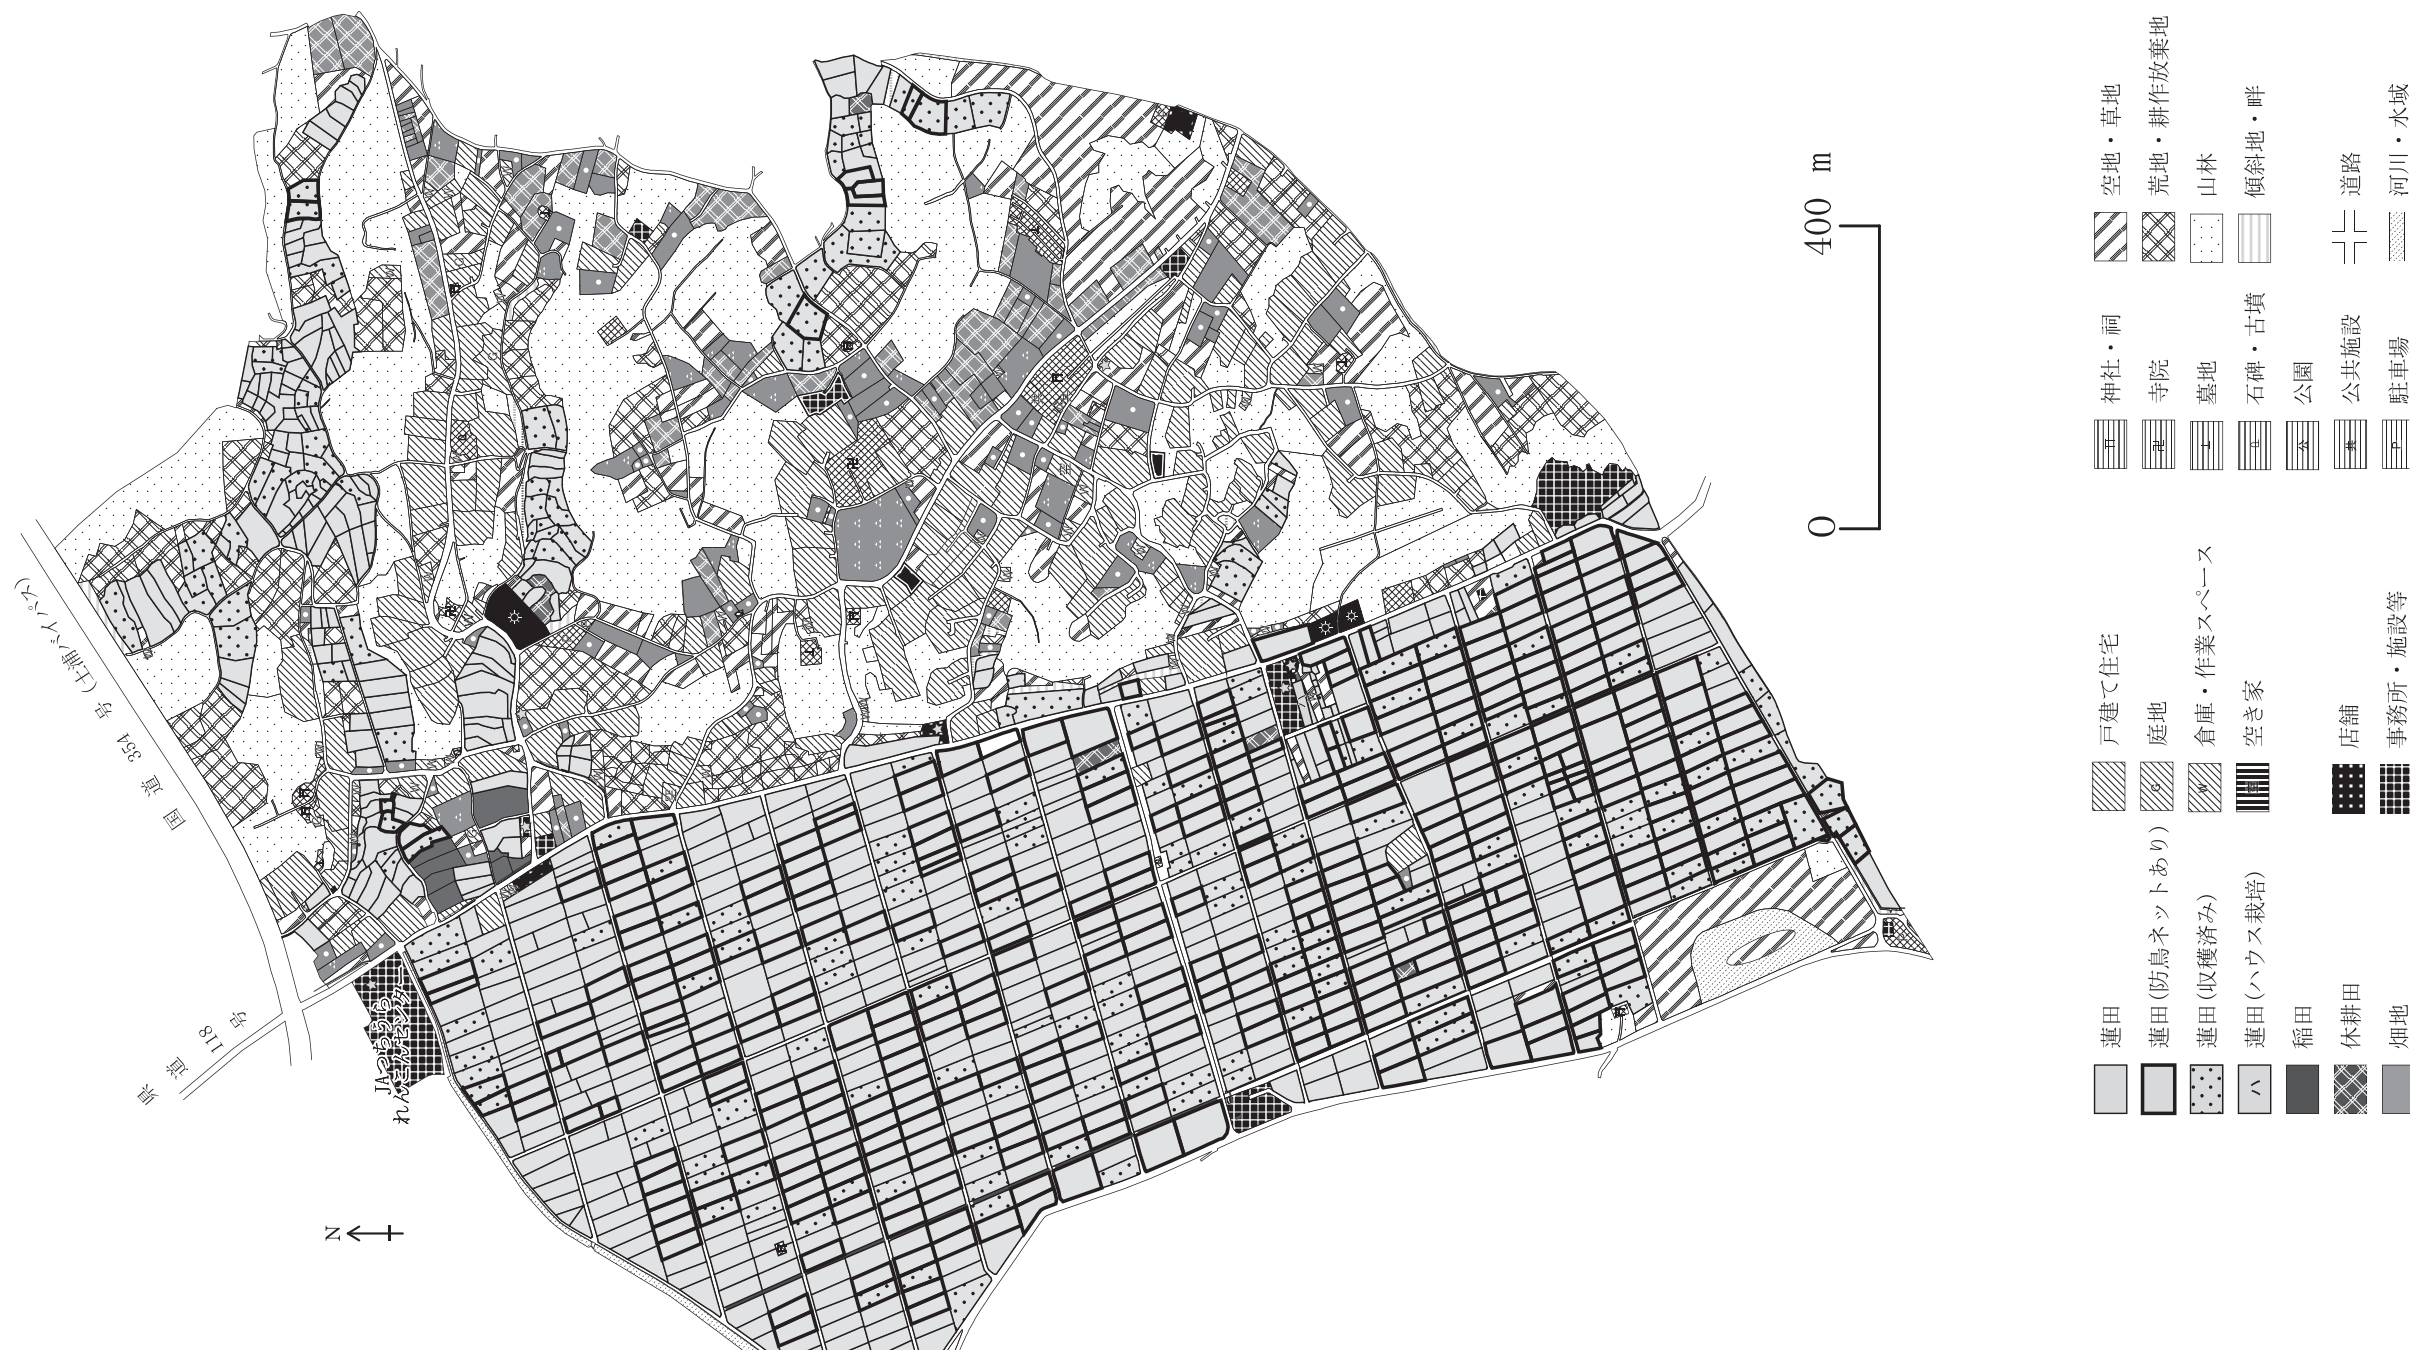 国道 354 号 (土浦バイパス)
県道 118 号
JAつちうら
れんこんセンター
N
0 400 m
蓮田
蓮田(防鳥ネットあり)
蓮田(収穫済み)
蓮田(ハウス栽培)
稲田
休耕田
畑地
戸建て住宅
庭地
倉庫・作業スペース
空き家
店舗
事務所・施設等
神社・祠
寺院
墓地
石碑・古墳
公園
公共施設
駐車場
空地・草地
荒地・耕作放棄地
山林
傾斜地・畔
道路
河川・水域